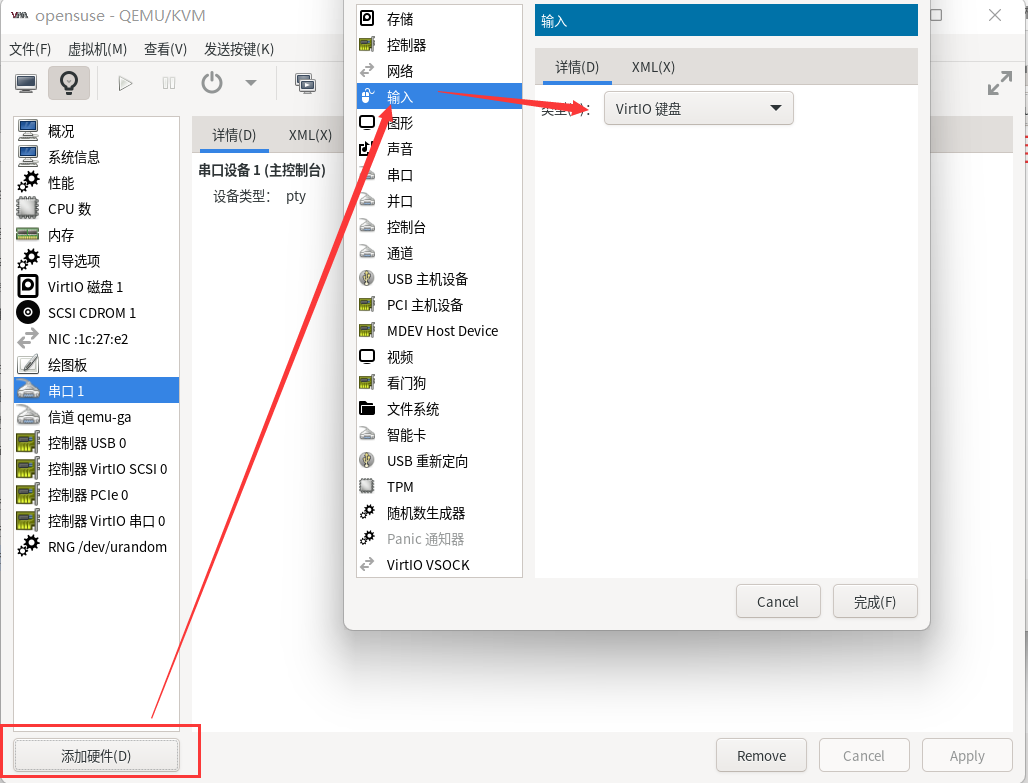 opensuse - QEMU/KVM
文件(F) 虚拟机(M) 查看(V) 发送按键(K)
概况
系统信息
性能
CPU 数
内存
引导选项
VirtIO 磁盘 1
SCSI CDROM 1
NIC :1c:27:e2
绘图板
串口 1
信道 qemu-ga
控制器 USB 0
控制器 VirtIO SCSI 0
控制器 PCIe 0
控制器 VirtIO 串口 0
RNG /dev/urandom
添加硬件(D)
详情(D) XML(X)
串口设备 1 (主控制台)
设备类型: pty
存储
控制器
网络
输入
图形
声音
串口
并口
控制台
通道
USB 主机设备
PCI 主机设备
MDEV Host Device
视频
看门狗
文件系统
智能卡
USB 重新定向
TPM
随机数生成器
Panic 通知器
VirtIO VSOCK
输入
详情(D) XML(X)
类型 VirtIO 键盘
Cancel 完成(F)
Remove Cancel Apply